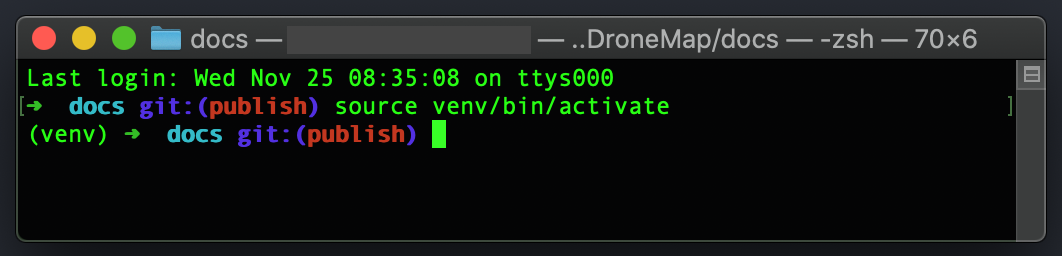 docs — — ..DroneMap/docs — -zsh — 70×6
Last login: Wed Nov 25 08:35:08 on ttys000
[➜  docs git:(publish) source venv/bin/activate ]
(venv) ➜  docs git:(publish)